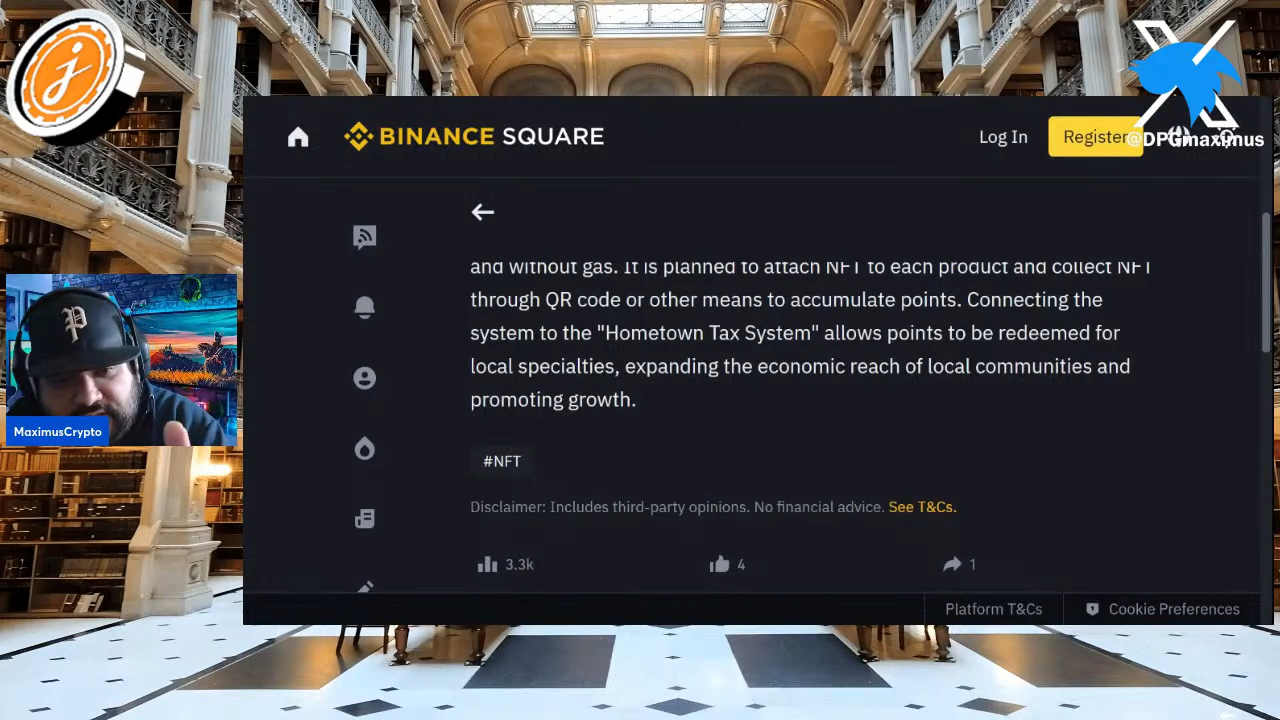 BINANCE SQUARE
Log In
Register
@DPGmaximus
and without gas. It is planned to attach NFT to each product and collect NFT
through QR code or other means to accumulate points. Connecting the
system to the "Hometown Tax System" allows points to be redeemed for
local specialties, expanding the economic reach of local communities and
promoting growth.
MaximusCrypto
#NFT
Disclaimer: Includes third-party opinions. No financial advice. See T&Cs.
3.3k
4
1
Platform T&Cs
Cookie Preferences